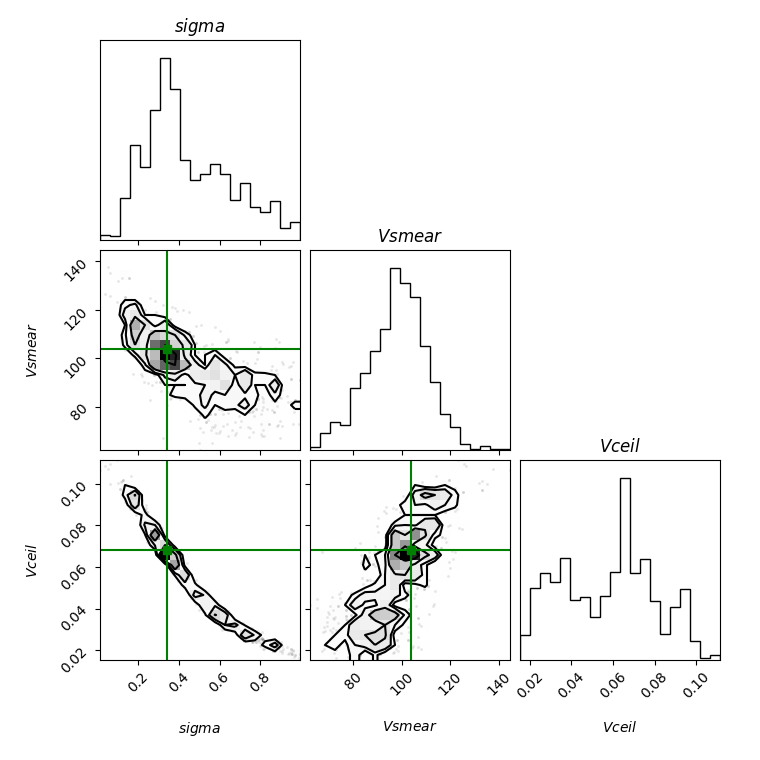 sigma
Vsmear
140
120
100
80
Vsmear
Vceil
0.10
0.08
0.06
0.04
0.02
Vceil
0.2 0.4 0.6 0.8
80 100 120 140
0.02 0.04 0.06 0.08 0.10
sigma Vsmear Vceil